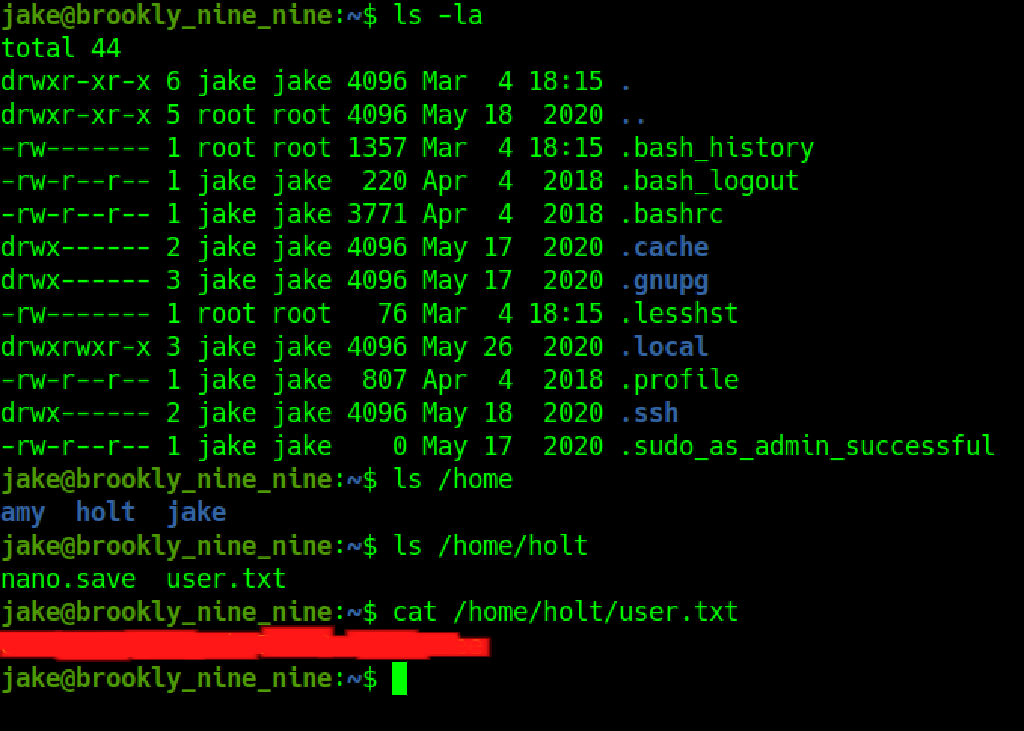 jake@brookly_nine_nine:~$ ls -la
total 44
drwxr-xr-x 6 jake jake 4096 Mar  4 18:15 .
drwxr-xr-x 5 root root 4096 May 18  2020 ..
-rw------- 1 root root 1357 Mar  4 18:15 .bash_history
-rw-r--r-- 1 jake jake  220 Apr  4  2018 .bash_logout
-rw-r--r-- 1 jake jake 3771 Apr  4  2018 .bashrc
drwx------ 2 jake jake 4096 May 17  2020 .cache
drwx------ 3 jake jake 4096 May 17  2020 .gnupg
-rw------- 1 root root   76 Mar  4 18:15 .lesshst
drwxrwxr-x 3 jake jake 4096 May 26  2020 .local
-rw-r--r-- 1 jake jake  807 Apr  4  2018 .profile
drwx------ 2 jake jake 4096 May 18  2020 .ssh
-rw-r--r-- 1 jake jake    0 May 17  2020 .sudo_as_admin_successful
jake@brookly_nine_nine:~$ ls /home
amy  holt  jake
jake@brookly_nine_nine:~$ ls /home/holt
nano.save  user.txt
jake@brookly_nine_nine:~$ cat /home/holt/user.txt
jake@brookly_nine_nine:~$